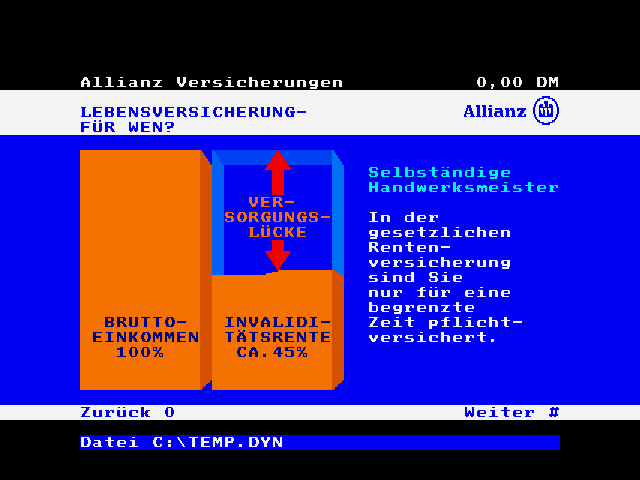 Allianz Versicherungen 0,00 DM
LEBENSVERSICHERUNG-
FÜR WEN?
Allianz
VER-
SORGUNGS-
LÜCKE
BRUTTO-
EINKOMMEN
100%
INVALIDI-
TÄTSRENTE
CA.45%
Selbständige
Handwerksmeister
In der
gesetzlichen
Renten-
versicherung
sind Sie
nur für eine
begrenzte
Zeit pflicht-
versichert.
Zurück 0 Weiter #
Datei C:\TEMP.DYN